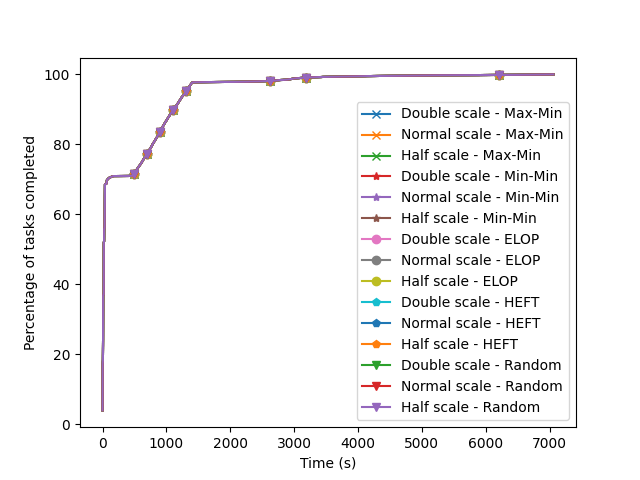 100
80
60
40
20
0
Percentage of tasks completed
Double scale - Max-Min
Normal scale - Max-Min
Half scale - Max-Min
Double scale - Min-Min
Normal scale - Min-Min
Half scale - Min-Min
Double scale - ELOP
Normal scale - ELOP
Half scale - ELOP
Double scale - HEFT
Normal scale - HEFT
Half scale - HEFT
Double scale - Random
Normal scale - Random
Half scale - Random
0 1000 2000 3000 4000 5000 6000 7000
Time (s)